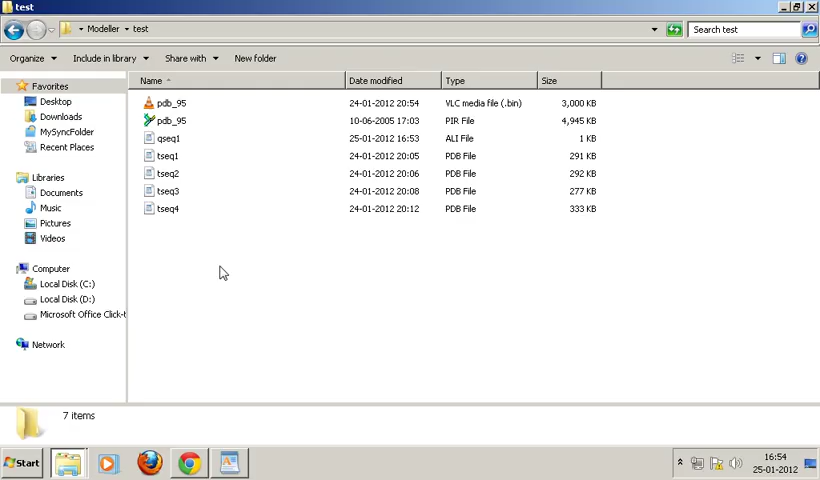 test
Modeller test
Search test
Organize Include in library Share with New folder
Favorites
Desktop
Downloads
MySyncFolder
Recent Places
Libraries
Documents
Music
Pictures
Videos
Computer
Local Disk (C:)
Local Disk (D:)
Microsoft Office Click-t
Network
Name Date modified Type Size
pdb_95 24-01-2012 20:54 VLC media file (.bin) 3,000 KB
pdb_95 10-06-2005 17:03 PIR File 4,945 KB
qseq1 25-01-2012 16:53 ALI File 1 KB
tseq1 24-01-2012 20:05 PDB File 291 KB
tseq2 24-01-2012 20:06 PDB File 292 KB
tseq3 24-01-2012 20:08 PDB File 277 KB
tseq4 24-01-2012 20:12 PDB File 333 KB
7 items
Start
16:54
25-01-2012